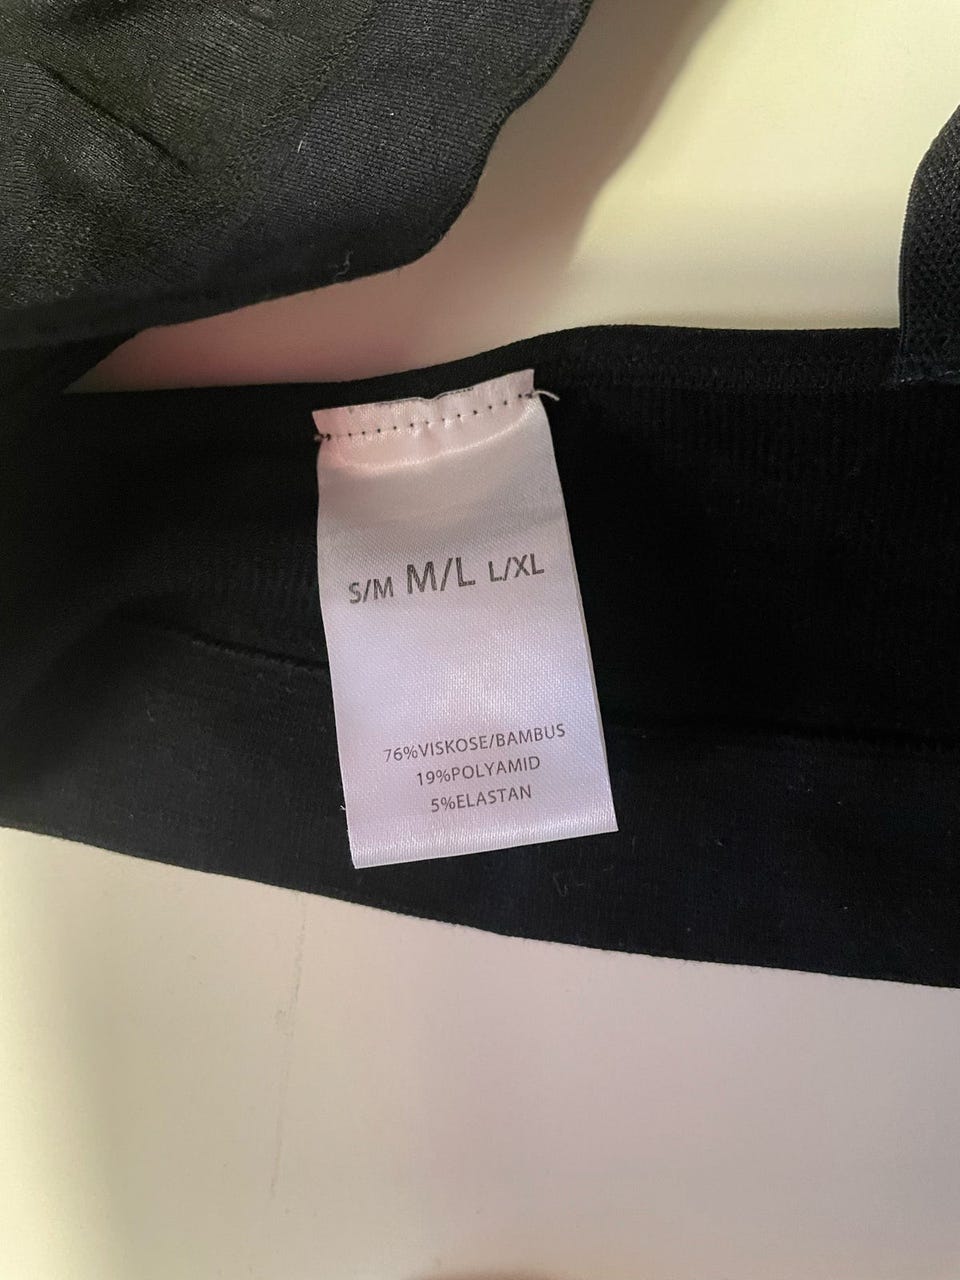 S/M M/L L/XL
76%VISKOSE/BAMBUS
19%POLYAMID
5%ELASTAN